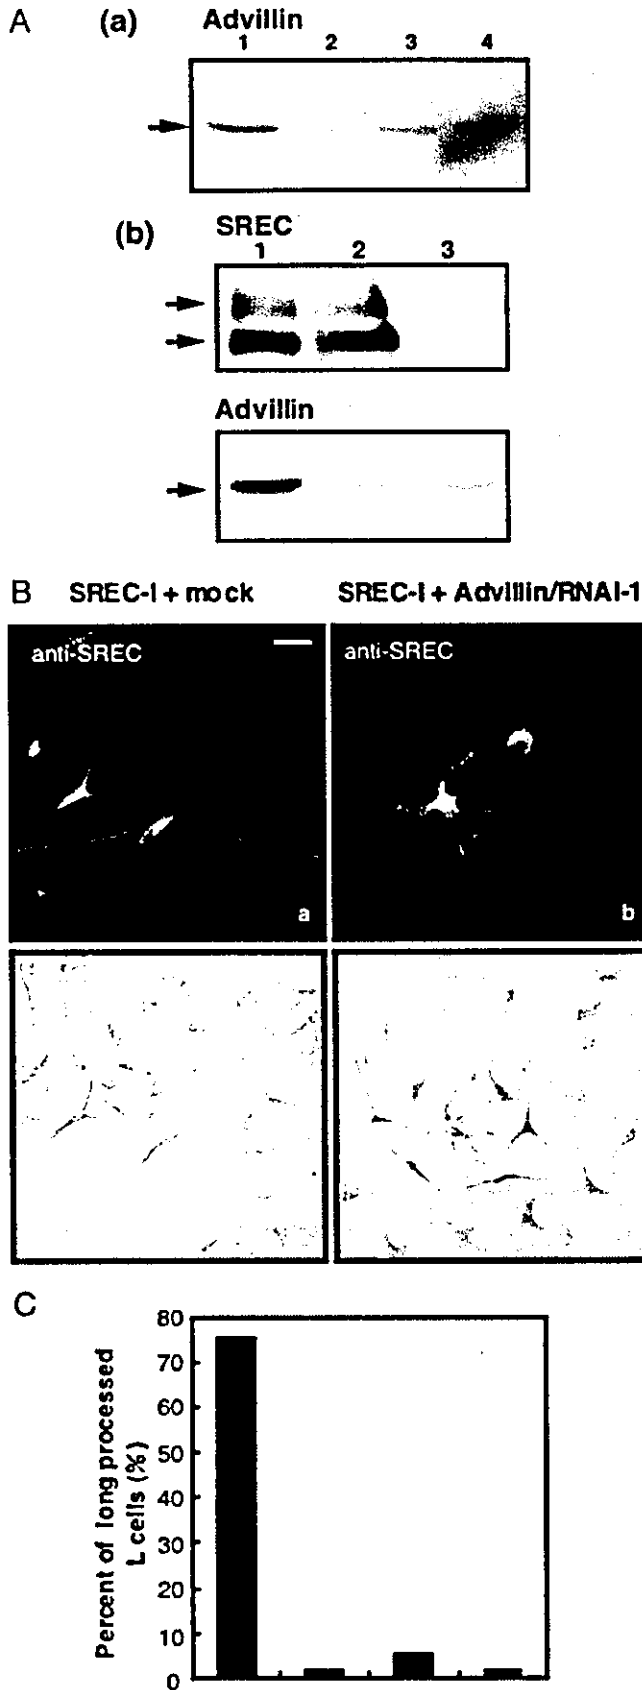 A (a) Advillin
1 2 3 4
(b) SREC
1 2 3
Advillin
B SREC-I + mock SREC-I + Advillin/RNAI-1
anti-SREC anti-SREC
a b
C
Percent of long processed
L cells (%)
80
70
60
50
40
30
20
10
0